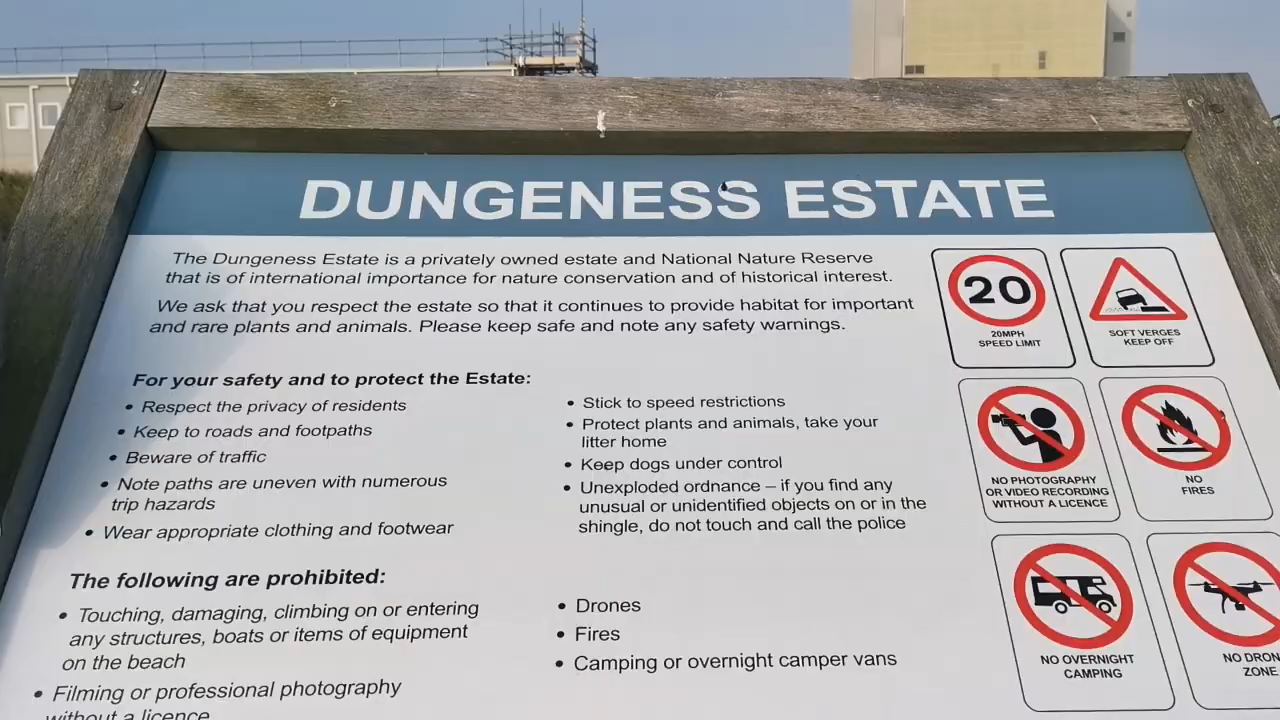 DUNGENESS ESTATE
The Dungeness Estate is a privately owned estate and National Nature Reserve
that is of international importance for nature conservation and of historical interest.
We ask that you respect the estate so that it continues to provide habitat for important
and rare plants and animals. Please keep safe and note any safety warnings.
For your safety and to protect the Estate:
• Respect the privacy of residents
• Keep to roads and footpaths
• Beware of traffic
• Note paths are uneven with numerous
trip hazards
• Wear appropriate clothing and footwear
• Stick to speed restrictions
• Protect plants and animals, take your
litter home
• Keep dogs under control
• Unexploded ordnance – if you find any
unusual or unidentified objects on or in the
shingle, do not touch and call the police
The following are prohibited:
• Touching, damaging, climbing on or entering
any structures, boats or items of equipment
on the beach
• Filming or professional photography
without a licence
• Drones
• Fires
• Camping or overnight camper vans
20
20MPH
SPEED LIMIT
SOFT VERGES
KEEP OFF
NO PHOTOGRAPHY
OR VIDEO RECORDING
WITHOUT A LICENCE
NO
FIRES
NO OVERNIGHT
CAMPING
NO DRON
ZONE